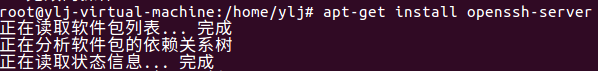 root@ylj-virtual-machine:/home/ylj# apt-get install openssh-server
正在读取软件包列表... 完成
正在分析软件包的依赖关系树
正在读取状态信息... 完成